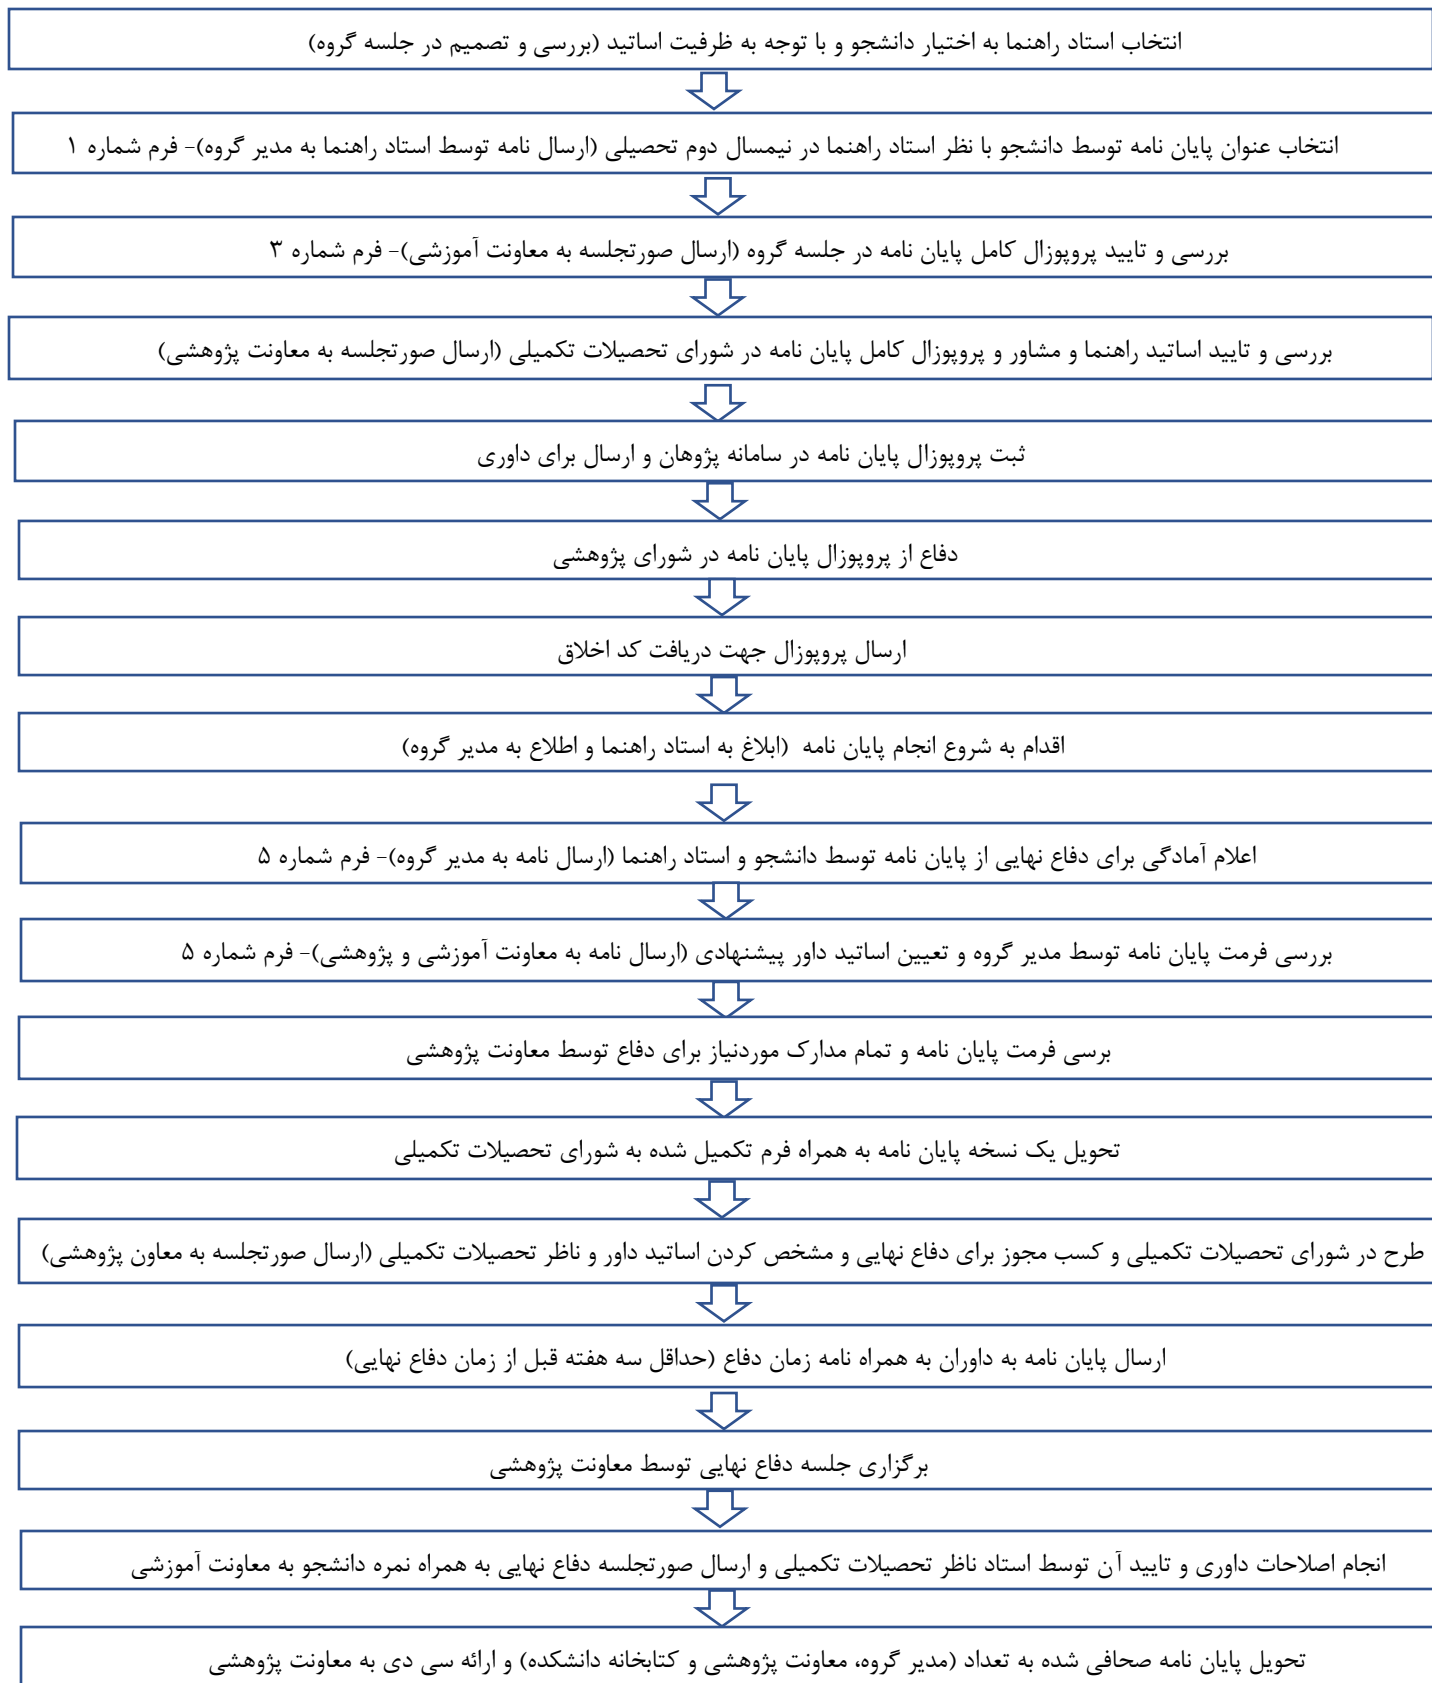 انتخاب استاد راهنما به اختیار دانشجو و با توجه به ظرفیت اساتید (بررسی و تصمیم در جلسه گروه)
انتخاب عنوان پایان نامه توسط دانشجو با نظر استاد راهنما در نیمسال دوم تحصیلی (ارسال نامه توسط استاد راهنما به مدیر گروه)- فرم شماره ۱
بررسی و تایید پروپوزال کامل پایان نامه در جلسه گروه (ارسال صورتجلسه به معاونت آموزشی)- فرم شماره ۳
بررسی و تایید اساتید راهنما و مشاور و پروپوزال کامل پایان نامه در شورای تحصیلات تکمیلی (ارسال صورتجلسه به معاونت پژوهشی)
ثبت پروپوزال پایان نامه در سامانه پژوهان و ارسال برای داوری
دفاع از پروپوزال پایان نامه در شورای پژوهشی
ارسال پروپوزال جهت دریافت کد اخلاق
اقدام به شروع انجام پایان نامه (ابلاغ به استاد راهنما و اطلاع به مدیر گروه)
اعلام آمادگی برای دفاع نهایی از پایان نامه توسط دانشجو و استاد راهنما (ارسال نامه به مدیر گروه)- فرم شماره ۵
بررسی فرمت پایان نامه توسط مدیر گروه و تعیین اساتید داور پیشنهادی (ارسال نامه به معاونت آموزشی و پژوهشی)- فرم شماره ۵
برسی فرمت پایان نامه و تمام مدارک موردنیاز برای دفاع توسط معاونت پژوهشی
تحویل یک نسخه پایان نامه به همراه فرم تکمیل شده به شورای تحصیلات تکمیلی
طرح در شورای تحصیلات تکمیلی و کسب مجوز برای دفاع نهایی و مشخص کردن اساتید داور و ناظر تحصیلات تکمیلی (ارسال صورتجلسه به معاون پژوهشی)
ارسال پایان نامه به داوران به همراه نامه زمان دفاع (حداقل سه هفته قبل از زمان دفاع نهایی)
برگزاری جلسه دفاع نهایی توسط معاونت پژوهشی
انجام اصلاحات داوری و تایید آن توسط استاد ناظر تحصیلات تکمیلی و ارسال صورتجلسه دفاع نهایی به همراه نمره دانشجو به معاونت آموزشی
تحویل پایان نامه صحافی شده به تعداد (مدیر گروه، معاونت پژوهشی و کتابخانه دانشکده) و ارائه سی دی به معاونت پژوهشی